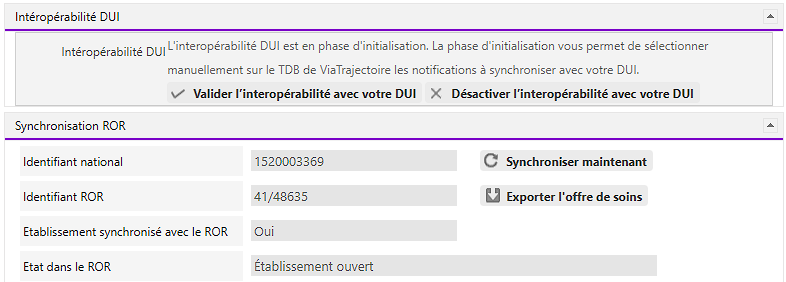 Intéropérabilité DUI
Intéropérabilité DUI
L'interopérabilité DUI est en phase d'initialisation. La phase d'initialisation vous permet de sélectionner
manuellement sur le TDB de ViaTrajectoire les notifications à synchroniser avec votre DUI.
Valider l'interopérabilité avec votre DUI Désactiver l'interopérabilité avec votre DUI
Synchronisation ROR
Identifiant national 1520003369 Synchroniser maintenant
Identifiant ROR 41/48635 Exporter l'offre de soins
Etablissement synchronisé avec le ROR Oui
Etat dans le ROR Établissement ouvert